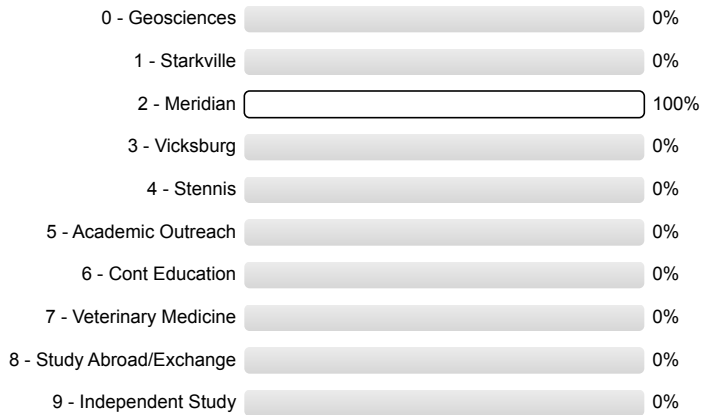 0 - Geosciences 0%
1 - Starkville 0%
2 - Meridian 100%
3 - Vicksburg 0%
4 - Stennis 0%
5 - Academic Outreach 0%
6 - Cont Education 0%
7 - Veterinary Medicine 0%
8 - Study Abroad/Exchange 0%
9 - Independent Study 0%